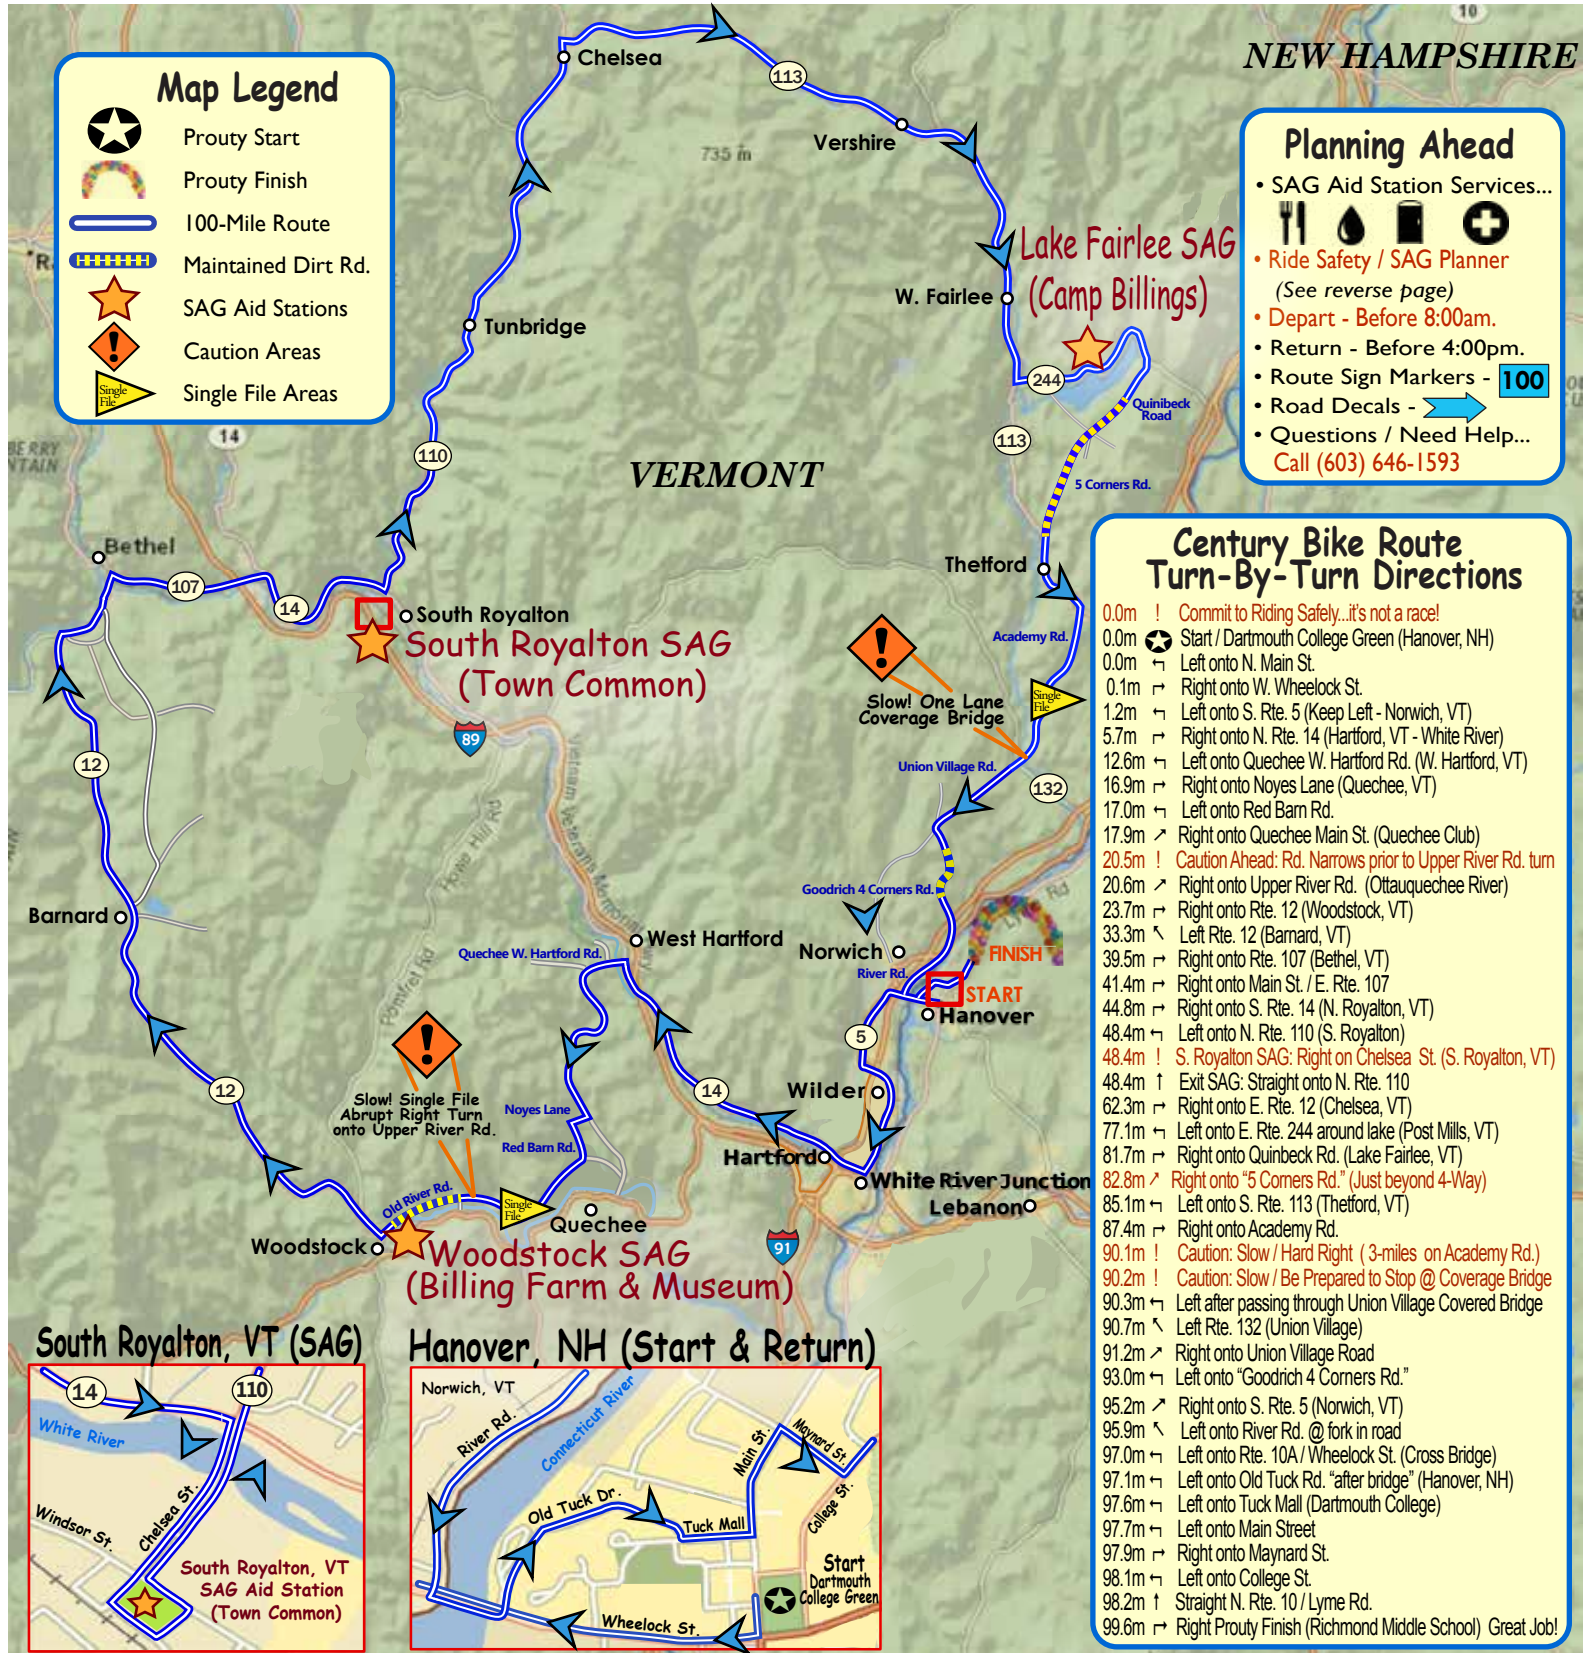 NEW HAMPSHIRE
10
Map Legend
Prouty Start
Prouty Finish
100-Mile Route
Maintained Dirt Rd.
SAG Aid Stations
Caution Areas
Single
File
Single File Areas
Planning Ahead
• SAG Aid Station Services...
• Ride Safety / SAG Planner
(See reverse page)
• Depart - Before 8:00am.
• Return - Before 4:00pm.
• Route Sign Markers - 100
• Road Decals -
• Questions / Need Help...
Call (603) 646-1593
Chelsea
113
Vershire
735 m
Lake Fairlee SAG
(Camp Billings)
W. Fairlee
Tunbridge
244
Quinibeck
Road
14
113
110
VERMONT
5 Corners Rd.
Bethel
107
14
South Royalton
South Royalton SAG
(Town Common)
Thetford
Academy Rd.
Slow! One Lane
Coverage Bridge
Single
File
89
12
Union Village Rd.
132
Howe Hill Rd
Veterans Memorial
Goodrich 4 Corners Rd.
Barnard
West Hartford
Quechee W. Hartford Rd.
Pomfret Rd
Norwich
River Rd.
FINISH
START
Hanover
5
Slow! Single File
Abrupt Right Turn
onto Upper River Rd.
12
14
Wilder
Noyes Lane
Red Barn Rd.
Hartford
White River Junction
Lebanon
Old River Rd.
Single
File
Quechee
Woodstock
Woodstock SAG
(Billing Farm & Museum)
91
Century Bike Route
Turn-By-Turn Directions
0.0m ! Commit to Riding Safely...it's not a race!
0.0m Start / Dartmouth College Green (Hanover, NH)
0.0m ↰ Left onto N. Main St.
0.1m ↱ Right onto W. Wheelock St.
1.2m ↰ Left onto S. Rte. 5 (Keep Left - Norwich, VT)
5.7m ↱ Right onto N. Rte. 14 (Hartford, VT - White River)
12.6m ↰ Left onto Quechee W. Hartford Rd. (W. Hartford, VT)
16.9m ↱ Right onto Noyes Lane (Quechee, VT)
17.0m ↰ Left onto Red Barn Rd.
17.9m ↗ Right onto Quechee Main St. (Quechee Club)
20.5m ! Caution Ahead: Rd. Narrows prior to Upper River Rd. turn
20.6m ↗ Right onto Upper River Rd. (Ottauquechee River)
23.7m ↱ Right onto Rte. 12 (Woodstock, VT)
33.3m ↖ Left Rte. 12 (Barnard, VT)
39.5m ↱ Right onto Rte. 107 (Bethel, VT)
41.4m ↱ Right onto Main St. / E. Rte. 107
44.8m ↱ Right onto S. Rte. 14 (N. Royalton, VT)
48.4m ↰ Left onto N. Rte. 110 (S. Royalton)
48.4m ! S. Royalton SAG: Right on Chelsea St. (S. Royalton, VT)
48.4m ↑ Exit SAG: Straight onto N. Rte. 110
62.3m ↱ Right onto E. Rte. 12 (Chelsea, VT)
77.1m ↰ Left onto E. Rte. 244 around lake (Post Mills, VT)
81.7m ↱ Right onto Quinbeck Rd. (Lake Fairlee, VT)
82.8m ↗ Right onto "5 Corners Rd." (Just beyond 4-Way)
85.1m ↰ Left onto S. Rte. 113 (Thetford, VT)
87.4m ↱ Right onto Academy Rd.
90.1m ! Caution: Slow / Hard Right ( 3-miles on Academy Rd.)
90.2m ! Caution: Slow / Be Prepared to Stop @ Coverage Bridge
90.3m ↰ Left after passing through Union Village Covered Bridge
90.7m ↖ Left Rte. 132 (Union Village)
91.2m ↗ Right onto Union Village Road
93.0m ↰ Left onto "Goodrich 4 Corners Rd."
95.2m ↗ Right onto S. Rte. 5 (Norwich, VT)
95.9m ↖ Left onto River Rd. @ fork in road
97.0m ↰ Left onto Rte. 10A / Wheelock St. (Cross Bridge)
97.1m ↰ Left onto Old Tuck Rd. "after bridge" (Hanover, NH)
97.6m ↰ Left onto Tuck Mall (Dartmouth College)
97.7m ↰ Left onto Main Street
97.9m ↱ Right onto Maynard St.
98.1m ↰ Left onto College St.
98.2m ↑ Straight N. Rte. 10 / Lyme Rd.
99.6m ↱ Right Prouty Finish (Richmond Middle School) Great Job!
South Royalton, VT (SAG)
14
110
White River
Chelsea St.
Windsor St.
South Royalton, VT
SAG Aid Station
(Town Common)
Hanover, NH (Start & Return)
Norwich, VT
River Rd.
Connecticut River
Main St.
Maynard St.
Old Tuck Dr.
Tuck Mall
College St.
Start
Dartmouth
College Green
Wheelock St.